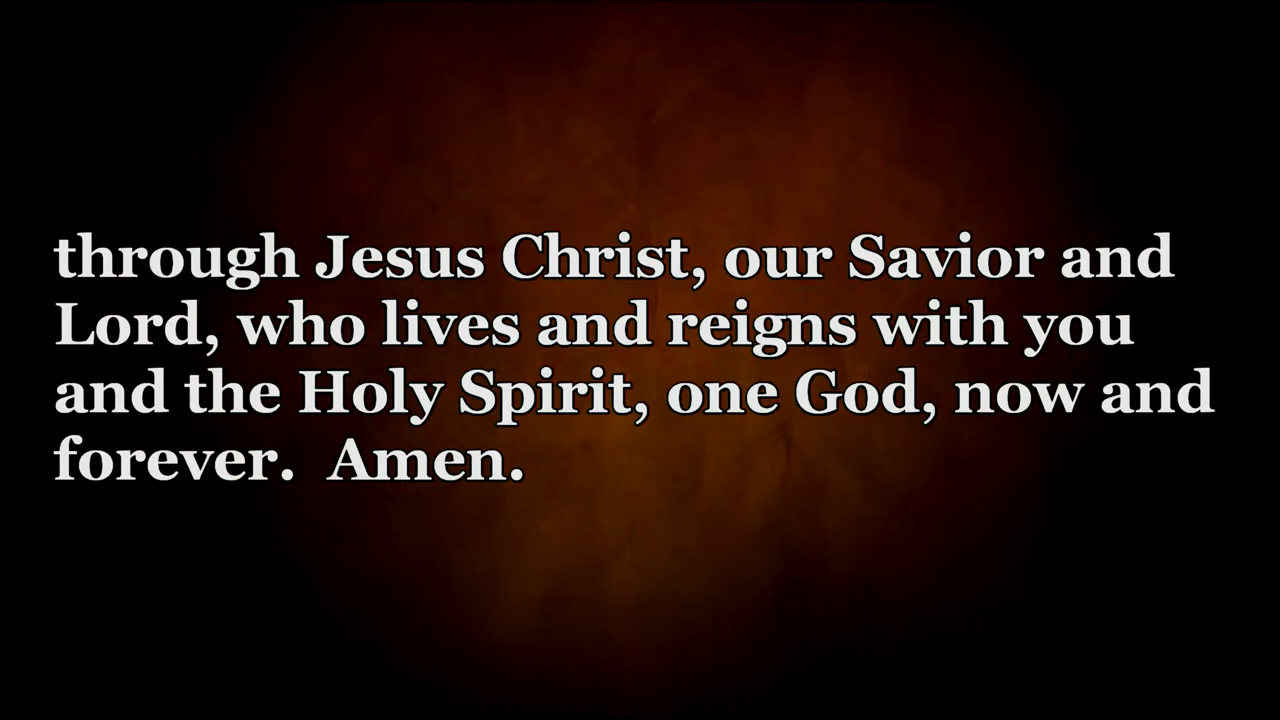 through Jesus Christ, our Savior and
Lord, who lives and reigns with you
and the Holy Spirit, one God, now and
forever.  Amen.